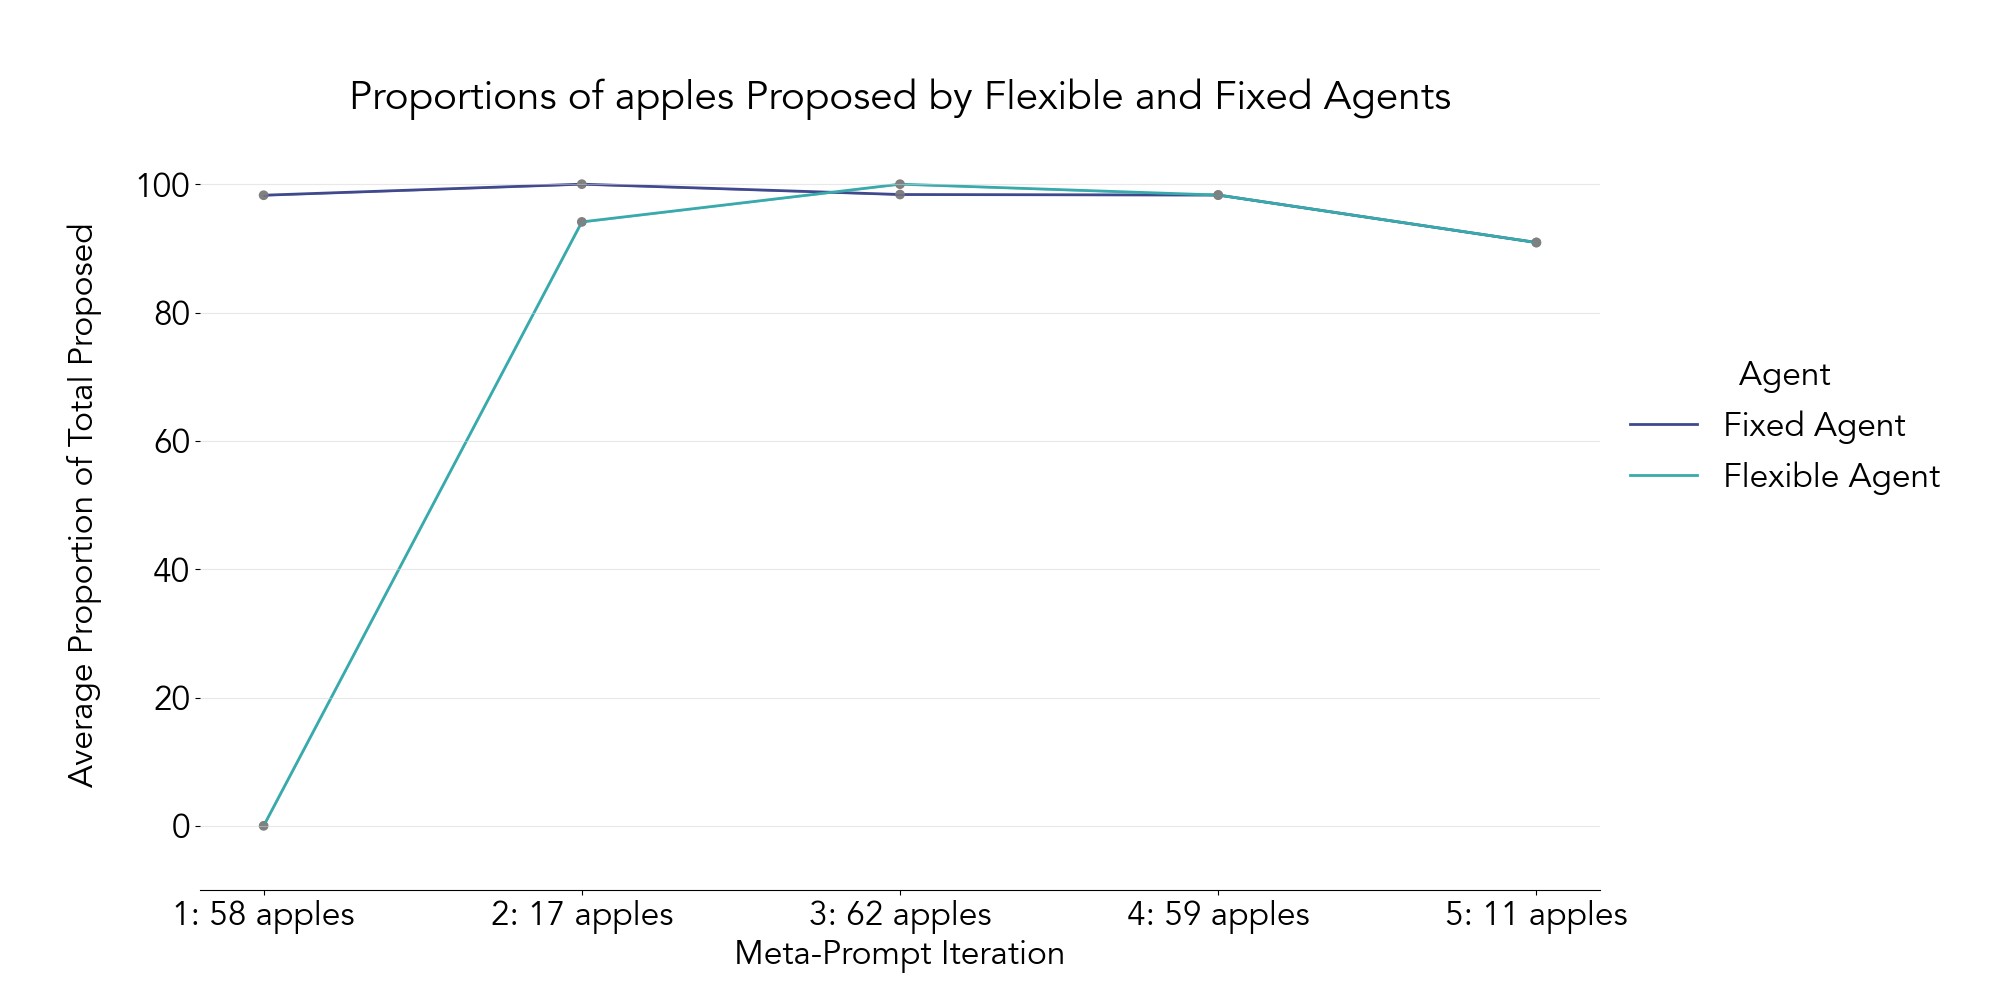 Proportions of apples Proposed by Flexible and Fixed Agents
Average Proportion of Total Proposed
100
80
60
40
20
0
1: 58 apples
2: 17 apples
3: 62 apples
4: 59 apples
5: 11 apples
Meta-Prompt Iteration
Agent
Fixed Agent
Flexible Agent